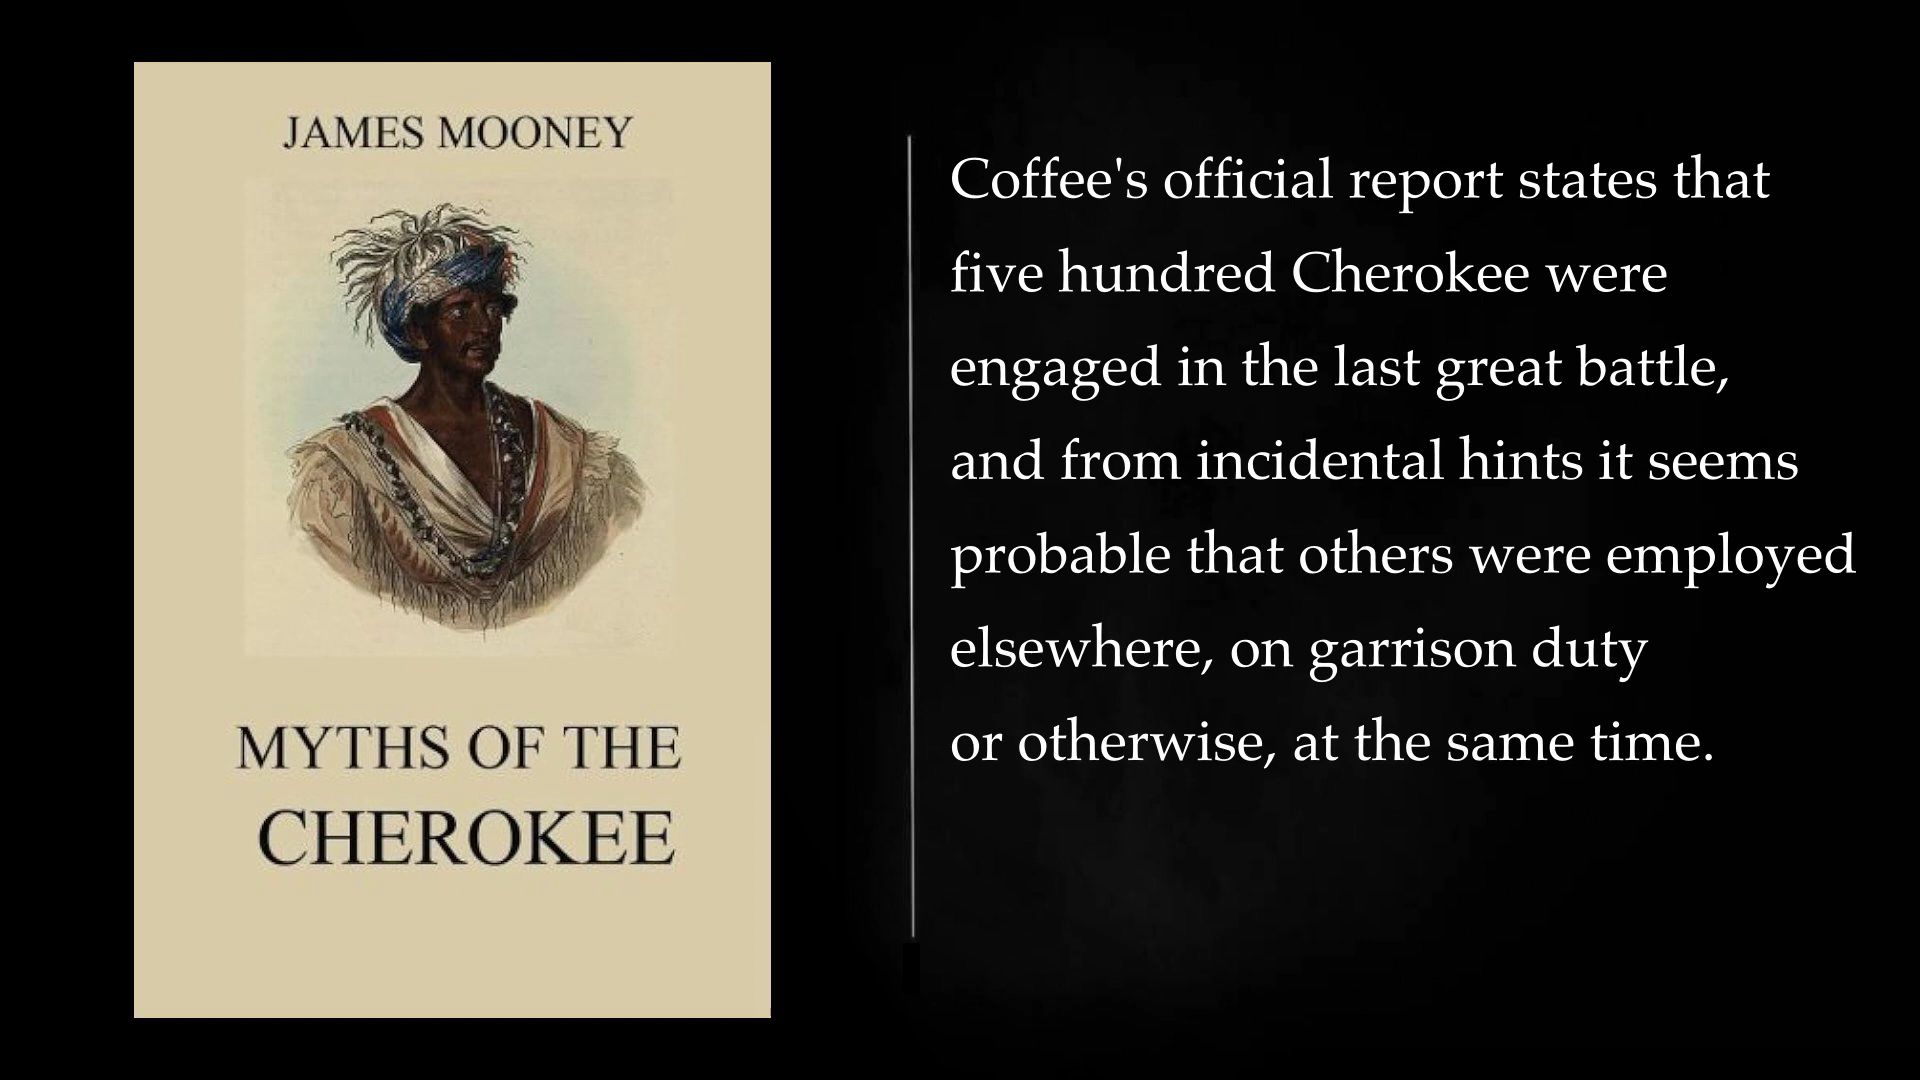 JAMES MOONEY
MYTHS OF THE
CHEROKEE
Coffee's official report states that
five hundred Cherokee were
engaged in the last great battle,
and from incidental hints it seems
probable that others were employed
elsewhere, on garrison duty
or otherwise, at the same time.